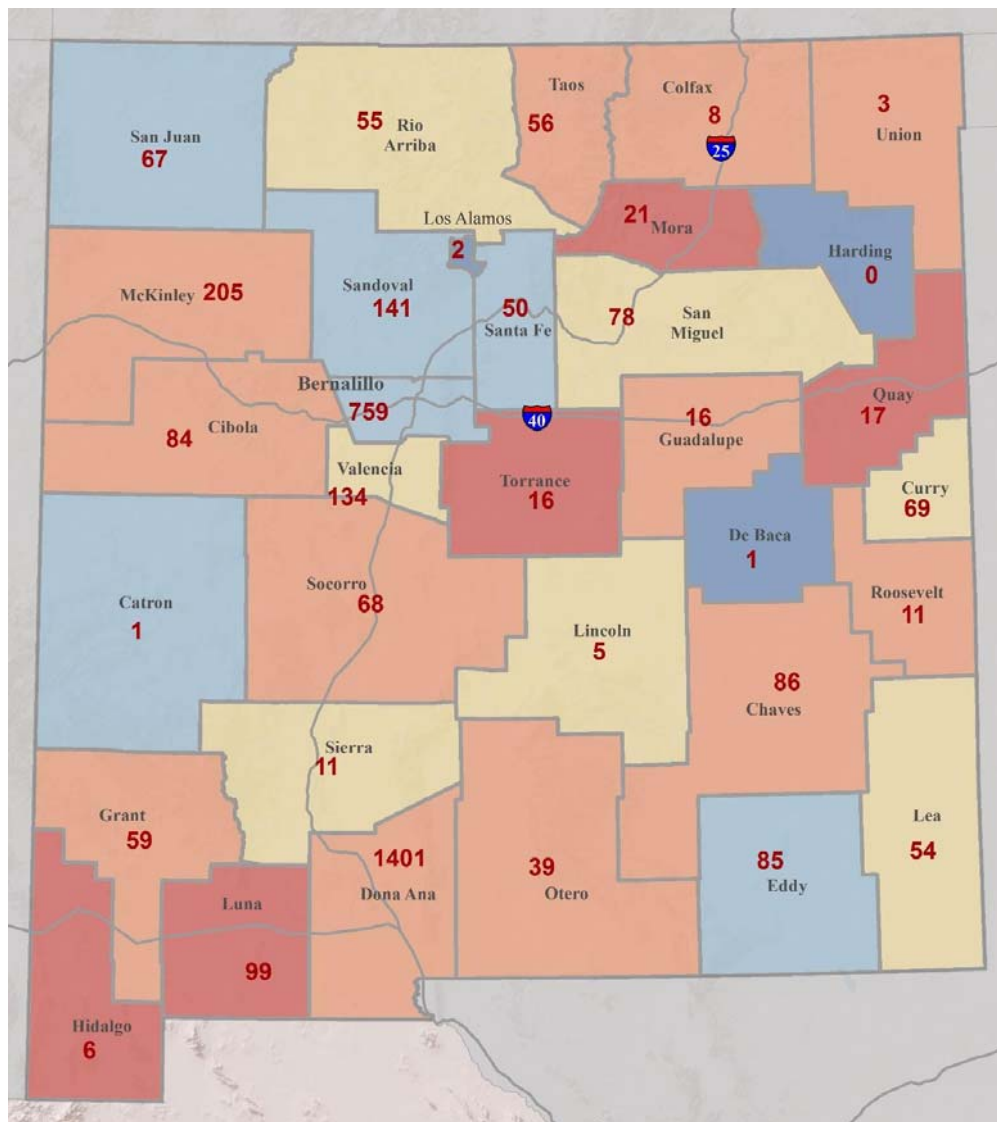 Taos
56
Colfax
8
25
3
Union
55
Rio
Arriba
San Juan
67
Los Alamos
2
21
Mora
Harding
0
McKinley 205
Sandoval
141
50
Santa Fe
78
San
Miguel
Bernalillo
759
40
Quay
17
16
Guadalupe
Cibola
84
Valencia
134
Torrance
16
Curry
69
De Baca
1
Socorro
68
Catron
1
Lincoln
5
Roosevelt
11
86
Chaves
Sierra
11
Grant
59
1401
Dona Ana
39
Otero
85
Eddy
Lea
54
Luna
99
Hidalgo
6